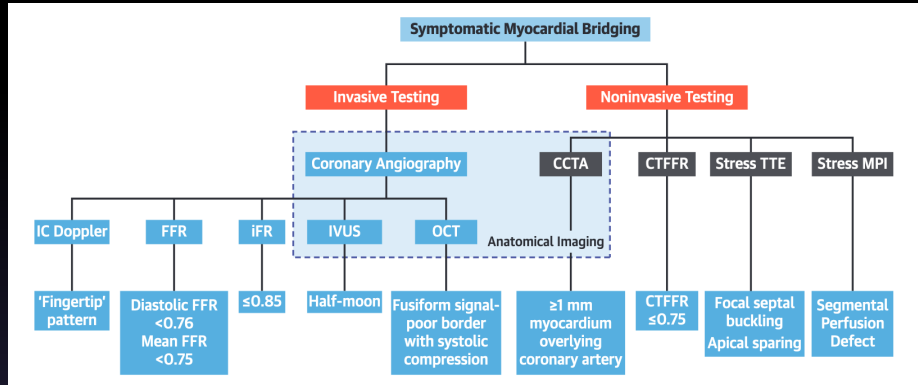 Symptomatic Myocardial Bridging
Invasive Testing
Noninvasive Testing
Coronary Angiography
CCTA
CTFFR
Stress TTE
Stress MPI
IC Doppler
FFR
iFR
IVUS
OCT
Anatomical Imaging
'Fingertip'
pattern
Diastolic FFR
<0.76
Mean FFR
<0.75
≤0.85
Half-moon
Fusiform signal-
poor border
with systolic
compression
≥1 mm
myocardium
overlying
coronary artery
CTFFR
≤0.75
Focal septal
buckling
Apical sparing
Segmental
Perfusion
Defect